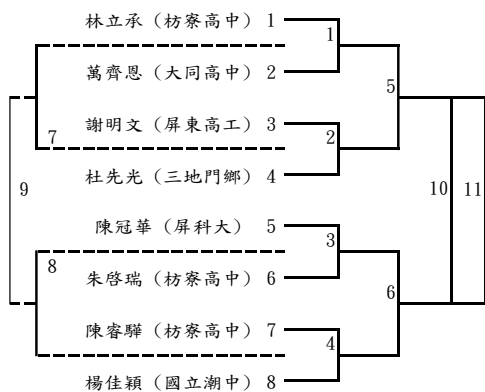 林立承（枋寮高中） 1
1
萬齊恩（大同高中） 2
5
謝明文（屏東高工） 3
7
2
杜先光（三地門鄉） 4
9
10
11
陳冠華（屏科大） 5
3
8
朱啓瑞（枋寮高中） 6
6
陳睿驊（枋寮高中） 7
4
楊佳穎（國立潮中） 8